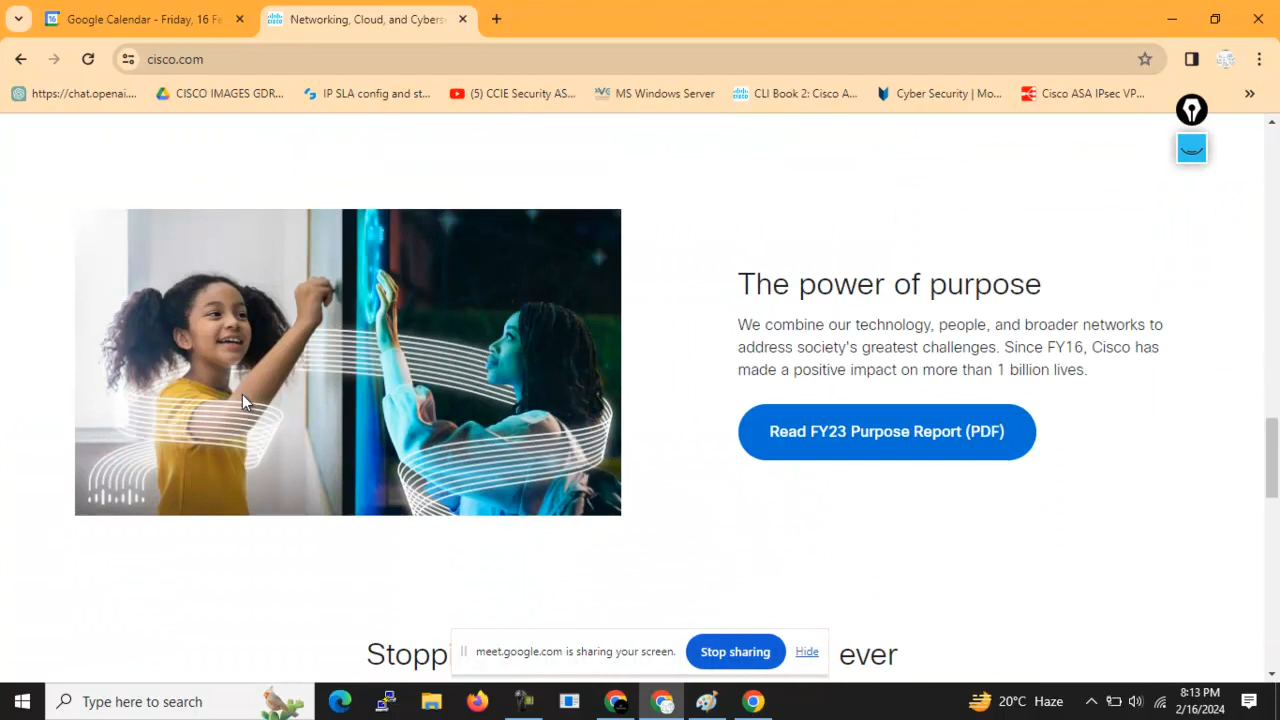 Google Calendar - Friday, 16 Fe
Networking, Cloud, and Cybers
cisco.com
https://chat.openai....
CISCO IMAGES GDR...
IP SLA config and st...
(5) CCIE Security AS...
MS Windows Server
CLI Book 2: Cisco A...
Cyber Security | Mo...
Cisco ASA IPsec VP...
The power of purpose
We combine our technology, people, and broader networks to
address society's greatest challenges. Since FY16, Cisco has
made a positive impact on more than 1 billion lives.
Read FY23 Purpose Report (PDF)
Stopp
ever
meet.google.com is sharing your screen.
Stop sharing
Hide
Type here to search
20°C Haze
8:13 PM
2/16/2024